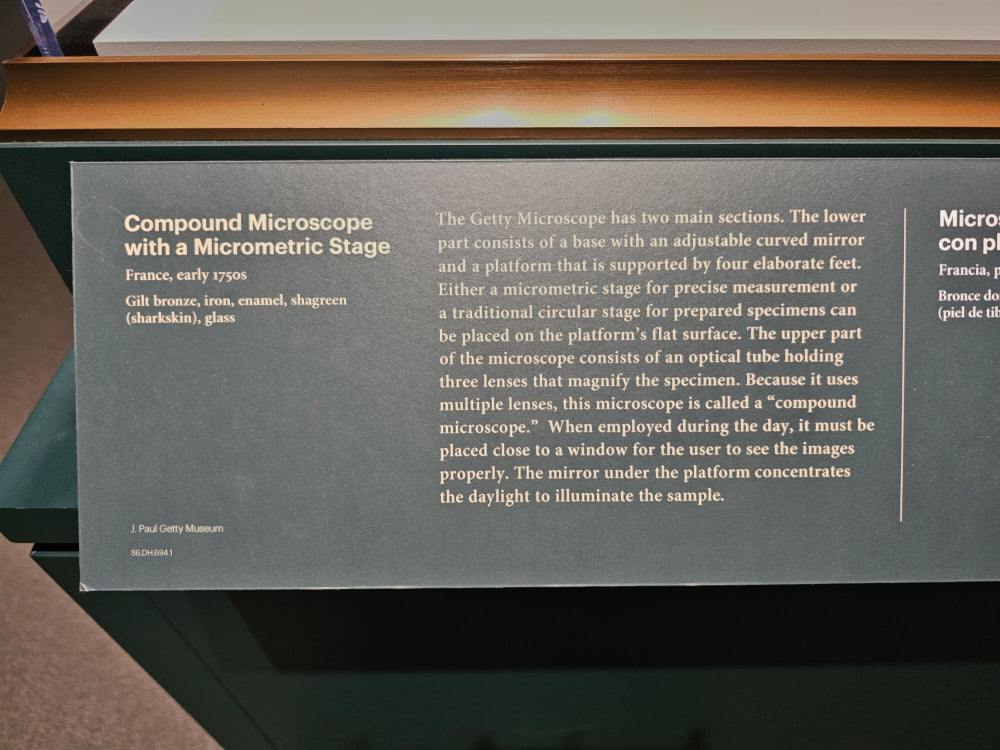 Compound Microscope
with a Micrometric Stage
France, early 1750s
Gilt bronze, iron, enamel, shagreen
(sharkskin), glass
J. Paul Getty Museum
86.DH.694.1
The Getty Microscope has two main sections. The lower
part consists of a base with an adjustable curved mirror
and a platform that is supported by four elaborate feet.
Either a micrometric stage for precise measurement or
a traditional circular stage for prepared specimens can
be placed on the platform’s flat surface. The upper part
of the microscope consists of an optical tube holding
three lenses that magnify the specimen. Because it uses
multiple lenses, this microscope is called a “compound
microscope.”  When employed during the day, it must be
placed close to a window for the user to see the images
properly. The mirror under the platform concentrates
the daylight to illuminate the sample.
con
Francia,
Bronce
(piel de